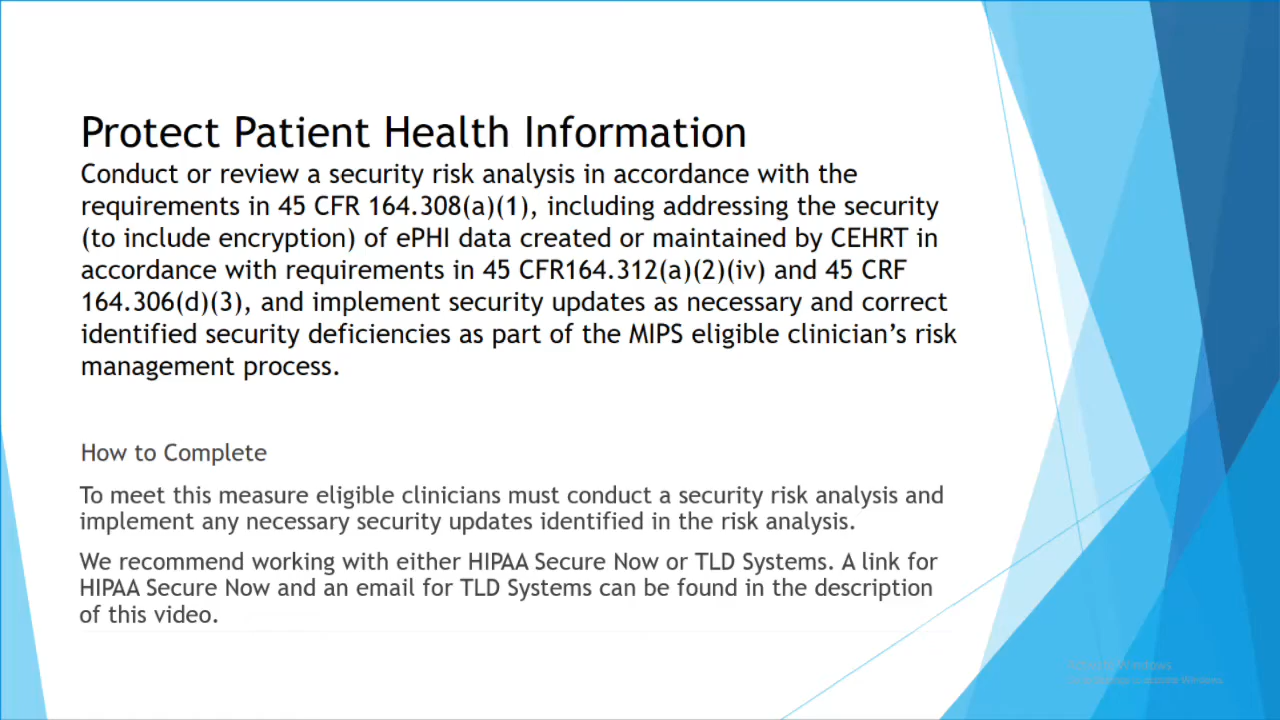 Protect Patient Health Information
Conduct or review a security risk analysis in accordance with the
requirements in 45 CFR 164.308(a)(1), including addressing the security
(to include encryption) of ePHI data created or maintained by CEHRT in
accordance with requirements in 45 CFR164.312(a)(2)(iv) and 45 CRF
164.306(d)(3), and implement security updates as necessary and correct
identified security deficiencies as part of the MIPS eligible clinician’s risk
management process.
How to Complete
To meet this measure eligible clinicians must conduct a security risk analysis and
implement any necessary security updates identified in the risk analysis.
We recommend working with either HIPAA Secure Now or TLD Systems. A link for
HIPAA Secure Now and an email for TLD Systems can be found in the description
of this video.
Windows
Windows